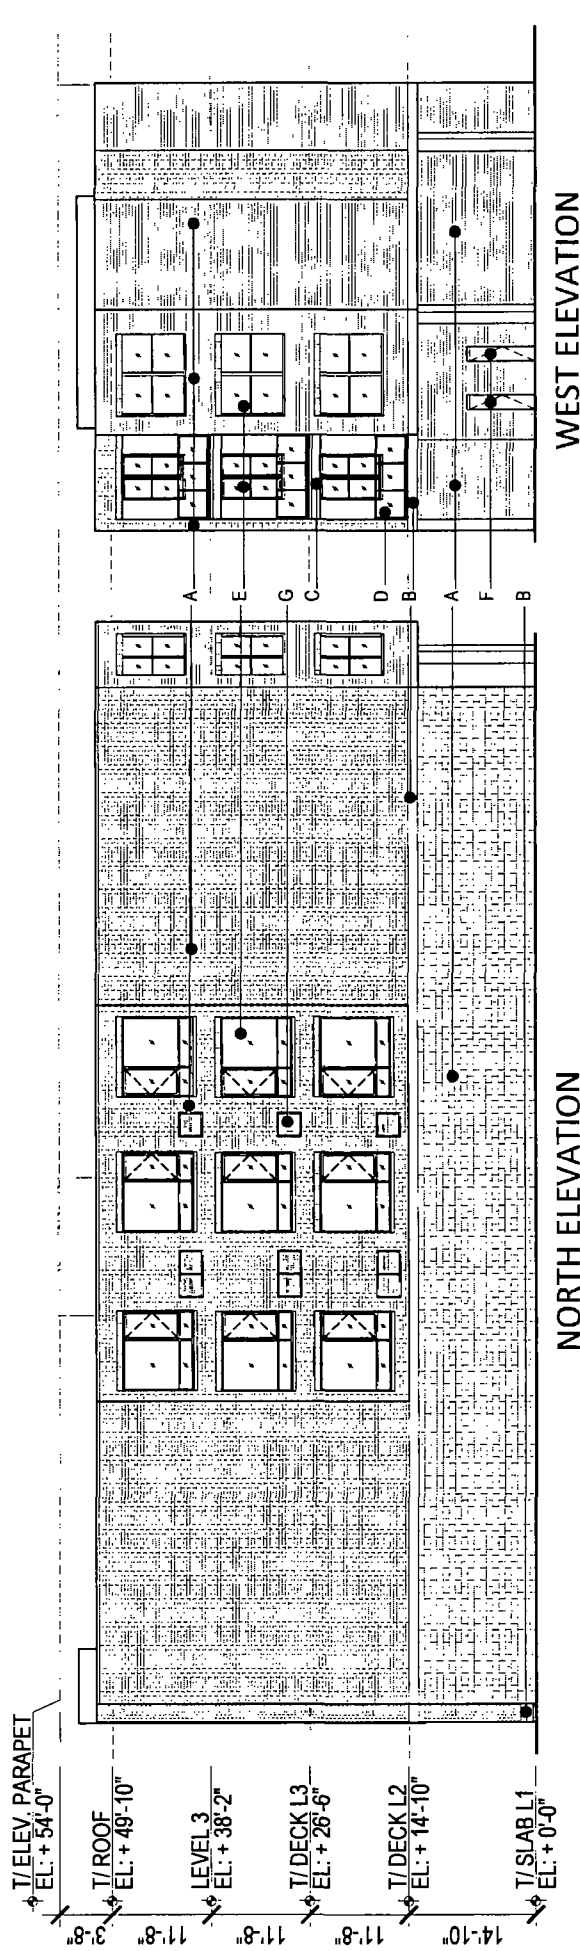 T/ ELEV. PARAPET
EL: + 54'-0"
T/ ROOF
EL: + 49'-10"
LEVEL 3
EL: + 38'-2"
T/ DECK L3
EL: + 26'-6"
T/ DECK L2
EL: + 14'-10"
T/ SLAB L1
EL: + 0'-0"
3'-8"
11'-8"
11'-8"
11'-8"
14'-10"
A
E
G
C
D
B
A
F
B
NORTH ELEVATION
WEST ELEVATION